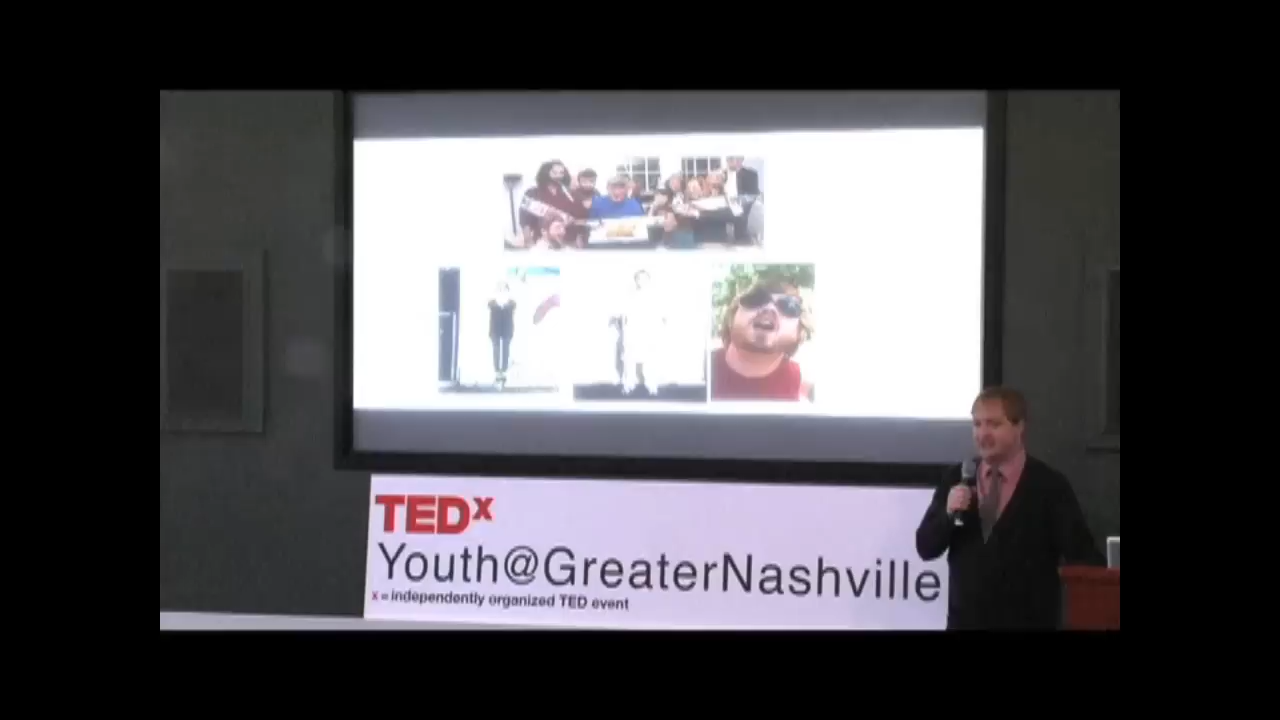 TEDx
Youth@GreaterNashville
x = independently organized TED event